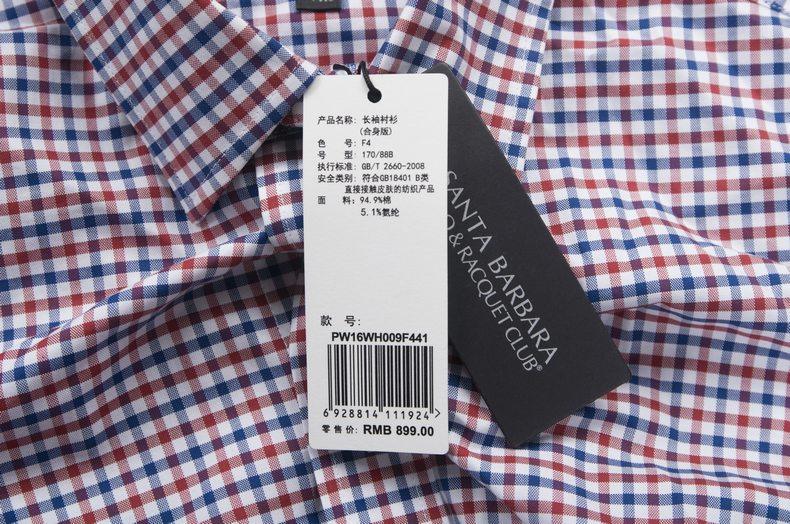 产品名称: 长袖衬衫
(合身版)
色 号: F4
号 型: 170/88B
执行标准: GB/T 2660-2008
安全类别: 符合GB18401 B类
直接接触皮肤的纺织产品
面 料: 94.9%棉
5.1%氨纶
款 号:
PW16WH009F441
6 928814 111924 >
零售价: RMB 899.00
SANTA BARBARA
O & RACQUET CLUB®